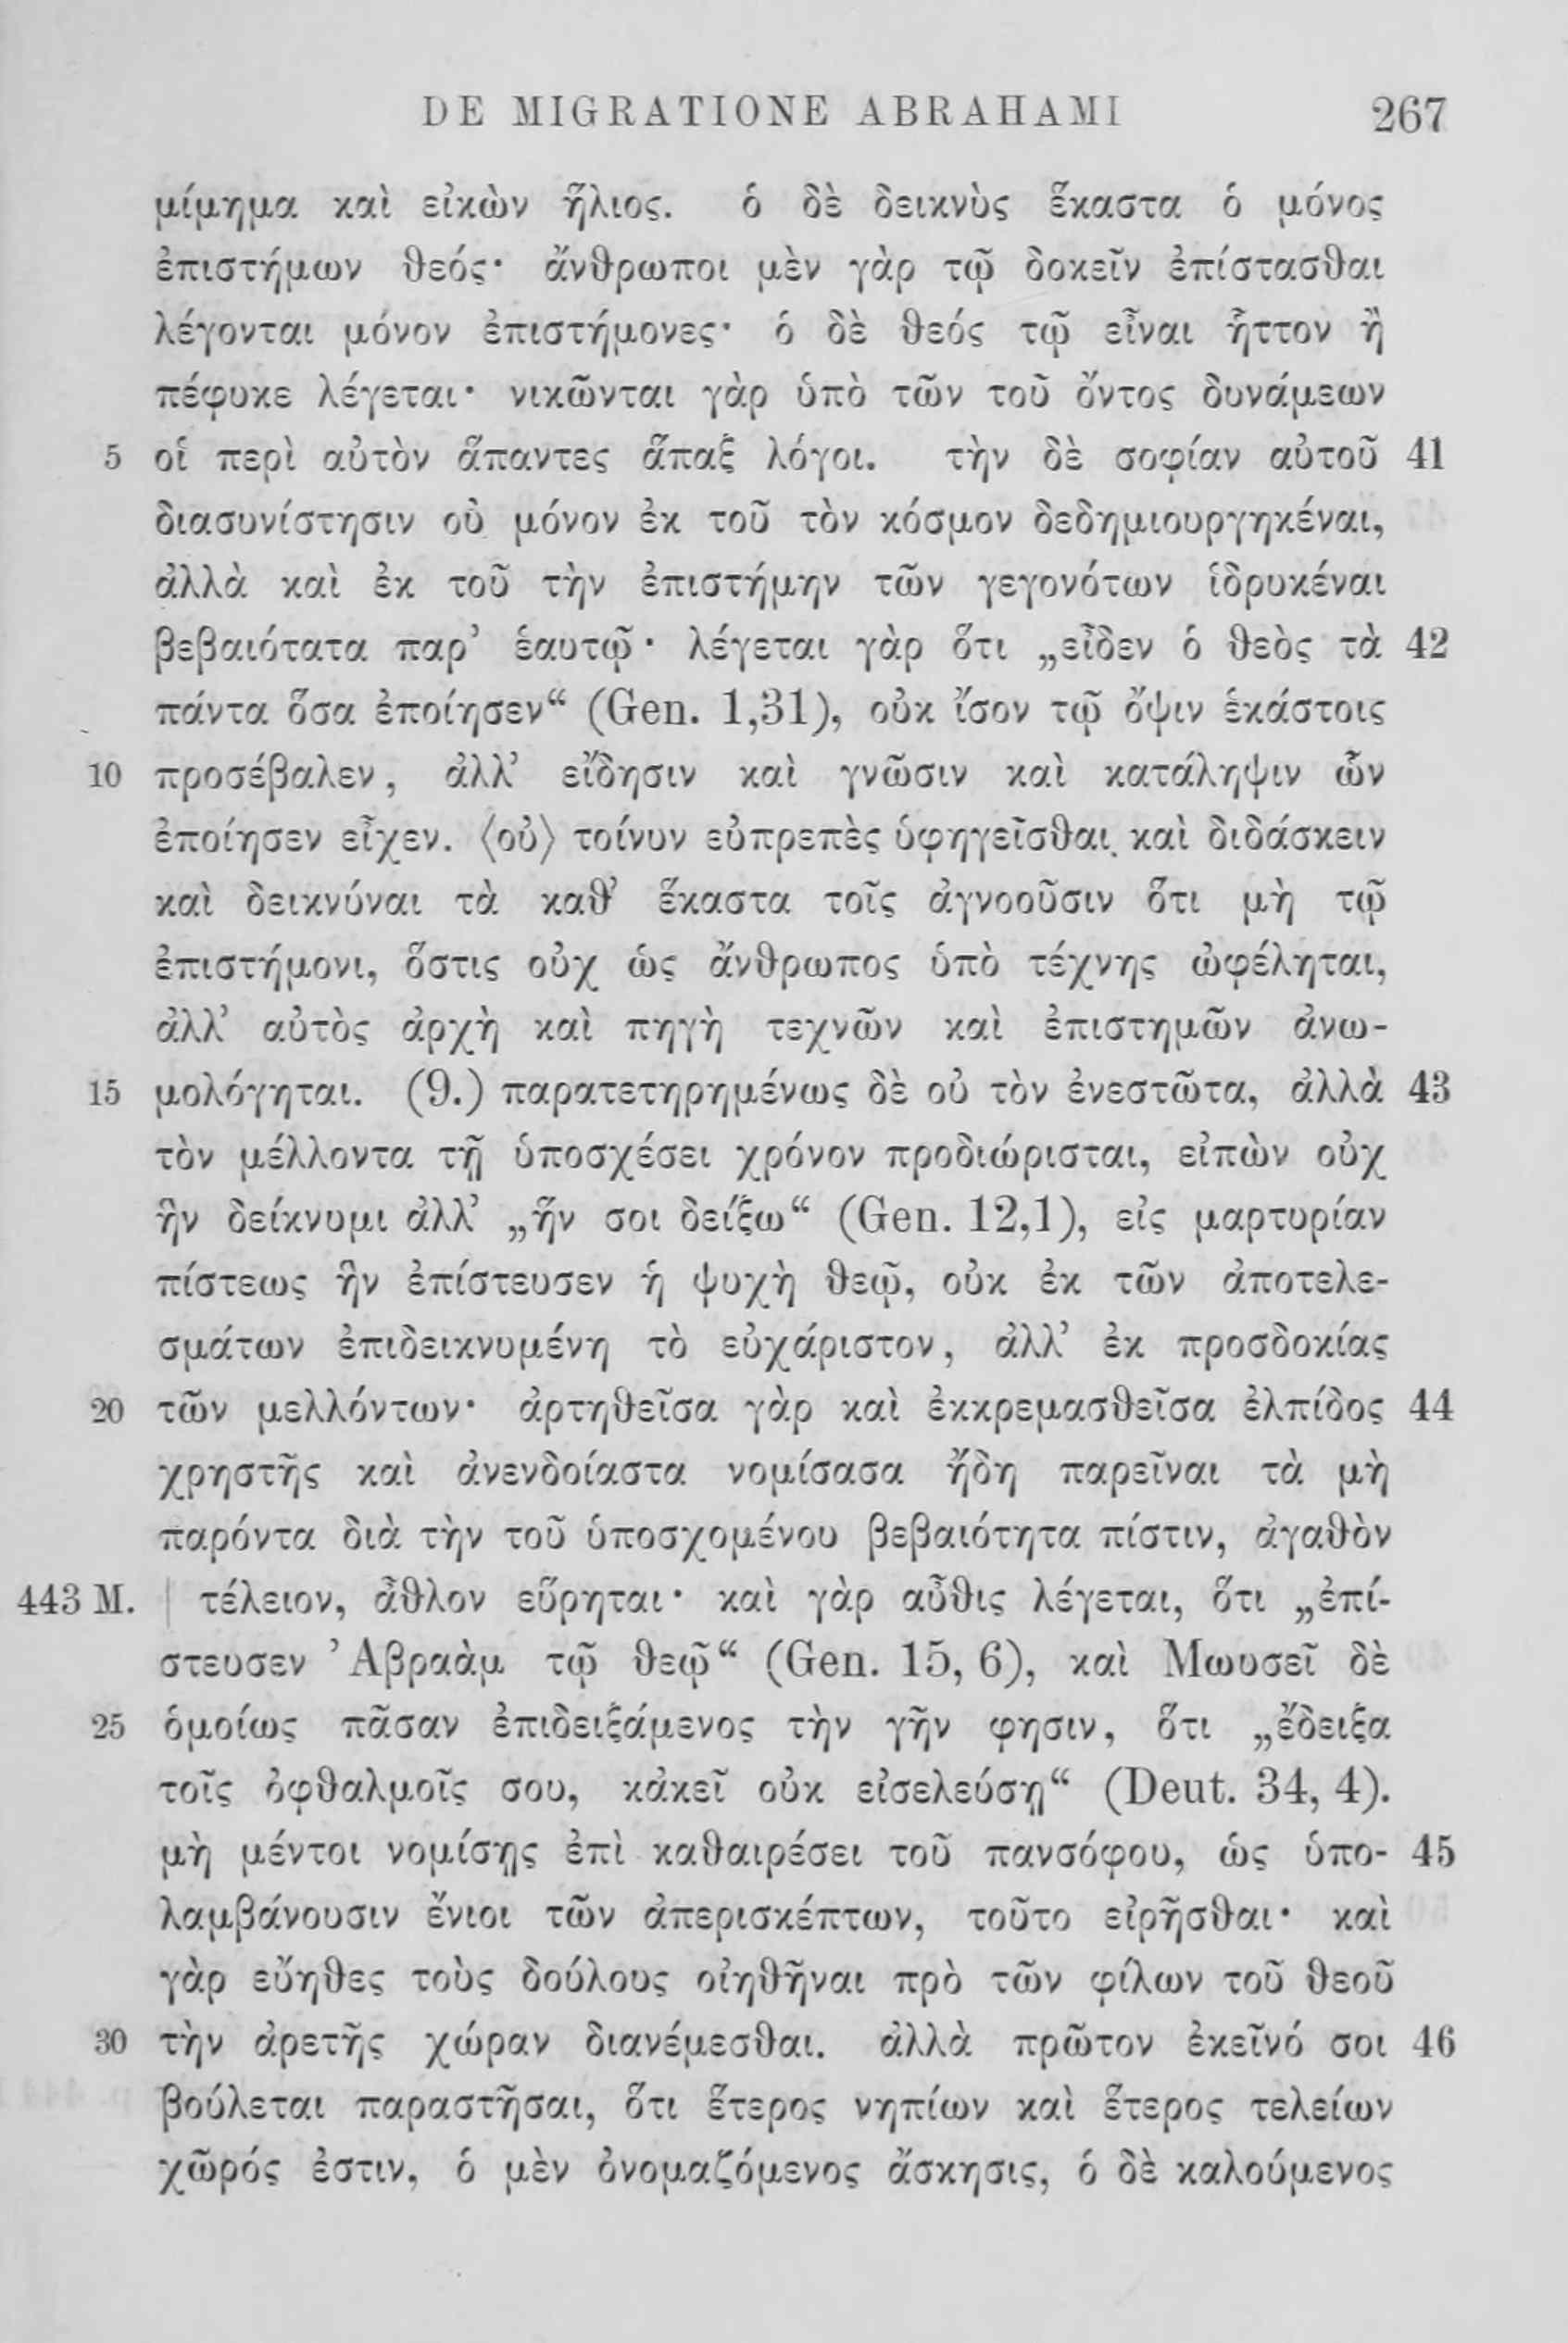 DE MIGRATIONE ABRAHAMI 267
μίμημα καὶ εἰκὼν ἥλιος. ὁ δὲ δεικνὺς ἕκαστα ὁ μόνος
ἐπιστήμων θεός· ἄνθρωποι μὲν γὰρ τῷ δοκεῖν ἐπίστασθαι
λέγονται μόνον ἐπιστήμονες· ὁ δὲ θεός τῷ εἶναι ἧττον ἢ
πέφυκε λέγεται· νικῶνται γὰρ ὑπὸ τῶν τοῦ ὄντος δυνάμεων
5 οἱ περὶ αὐτὸν ἅπαντες ἅπαξ λόγοι. τὴν δὲ σοφίαν αὐτοῦ 41
διασυνίστησιν οὐ μόνον ἐκ τοῦ τὸν κόσμον δεδημιουργηκέναι,
ἀλλὰ καὶ ἐκ τοῦ τὴν ἐπιστήμην τῶν γεγονότων ἱδρυκέναι
βεβαιότατα παρ’ ἑαυτῷ· λέγεται γὰρ ὅτι „εἶδεν ὁ θεὸς τὰ 42
πάντα ὅσα ἐποίησεν“ (Gen. 1,31), οὐκ ἴσον τῷ ὄψιν ἑκάστοις
10 προσέβαλεν, ἀλλ’ εἴδησιν καὶ γνῶσιν καὶ κατάληψιν ὧν
ἐποίησεν εἶχεν. ⟨οὐ⟩ τοίνυν εὐπρεπὲς ὑφηγεῖσθαι καὶ διδάσκειν
καὶ δεικνύναι τὰ καθ’ ἕκαστα τοῖς ἀγνοοῦσιν ὅτι μὴ τῷ
ἐπιστήμονι, ὅστις οὐχ ὡς ἄνθρωπος ὑπὸ τέχνης ὠφέληται,
ἀλλ’ αὐτὸς ἀρχὴ καὶ πηγὴ τεχνῶν καὶ ἐπιστημῶν ἀνω-
15 μολόγηται. (9.) παρατετηρημένως δὲ οὐ τὸν ἐνεστῶτα, ἀλλὰ 43
τὸν μέλλοντα τῇ ὑποσχέσει χρόνον προδιώρισται, εἰπὼν οὐχ
ἣν δείκνυμι ἀλλ’ „ἥν σοι δείξω“ (Gen. 12,1), εἰς μαρτυρίαν
πίστεως ἣν ἐπίστευσεν ἡ ψυχὴ θεῷ, οὐκ ἐκ τῶν ἀποτελε-
σμάτων ἐπιδεικνυμένη τὸ εὐχάριστον, ἀλλ’ ἐκ προσδοκίας
20 τῶν μελλόντων· ἀρτηθεῖσα γὰρ καὶ ἐκκρεμασθεῖσα ἐλπίδος 44
χρηστῆς καὶ ἀνενδοίαστα νομίσασα ἤδη παρεῖναι τὰ μὴ
παρόντα διὰ τὴν τοῦ ὑποσχομένου βεβαιότητα πίστιν, ἀγαθὸν
443 M. | τέλειον, ἆθλον εὕρηται· καὶ γὰρ αὖθις λέγεται, ὅτι „ἐπί-
στευσεν Ἀβραὰμ τῷ θεῷ“ (Gen. 15, 6), καὶ Μωυσεῖ δὲ
25 ὁμοίως πᾶσαν ἐπιδειξάμενος τὴν γῆν φησιν, ὅτι „ἔδειξα
τοῖς ὀφθαλμοῖς σου, κἀκεῖ οὐκ εἰσελεύσῃ“ (Deut. 34, 4).
μὴ μέντοι νομίσῃς ἐπὶ καθαιρέσει τοῦ πανσόφου, ὡς ὑπο- 45
λαμβάνουσιν ἔνιοι τῶν ἀπερισκέπτων, τοῦτο εἰρῆσθαι· καὶ
γὰρ εὔηθες τοὺς δούλους οἰηθῆναι πρὸ τῶν φίλων τοῦ θεοῦ
30 τὴν ἀρετῆς χώραν διανέμεσθαι. ἀλλὰ πρῶτον ἐκεῖνό σοι 46
βούλεται παραστῆσαι, ὅτι ἕτερος νηπίων καὶ ἕτερος τελείων
χῶρός ἐστιν, ὁ μὲν ὀνομαζόμενος ἄσκησις, ὁ δὲ καλούμενος